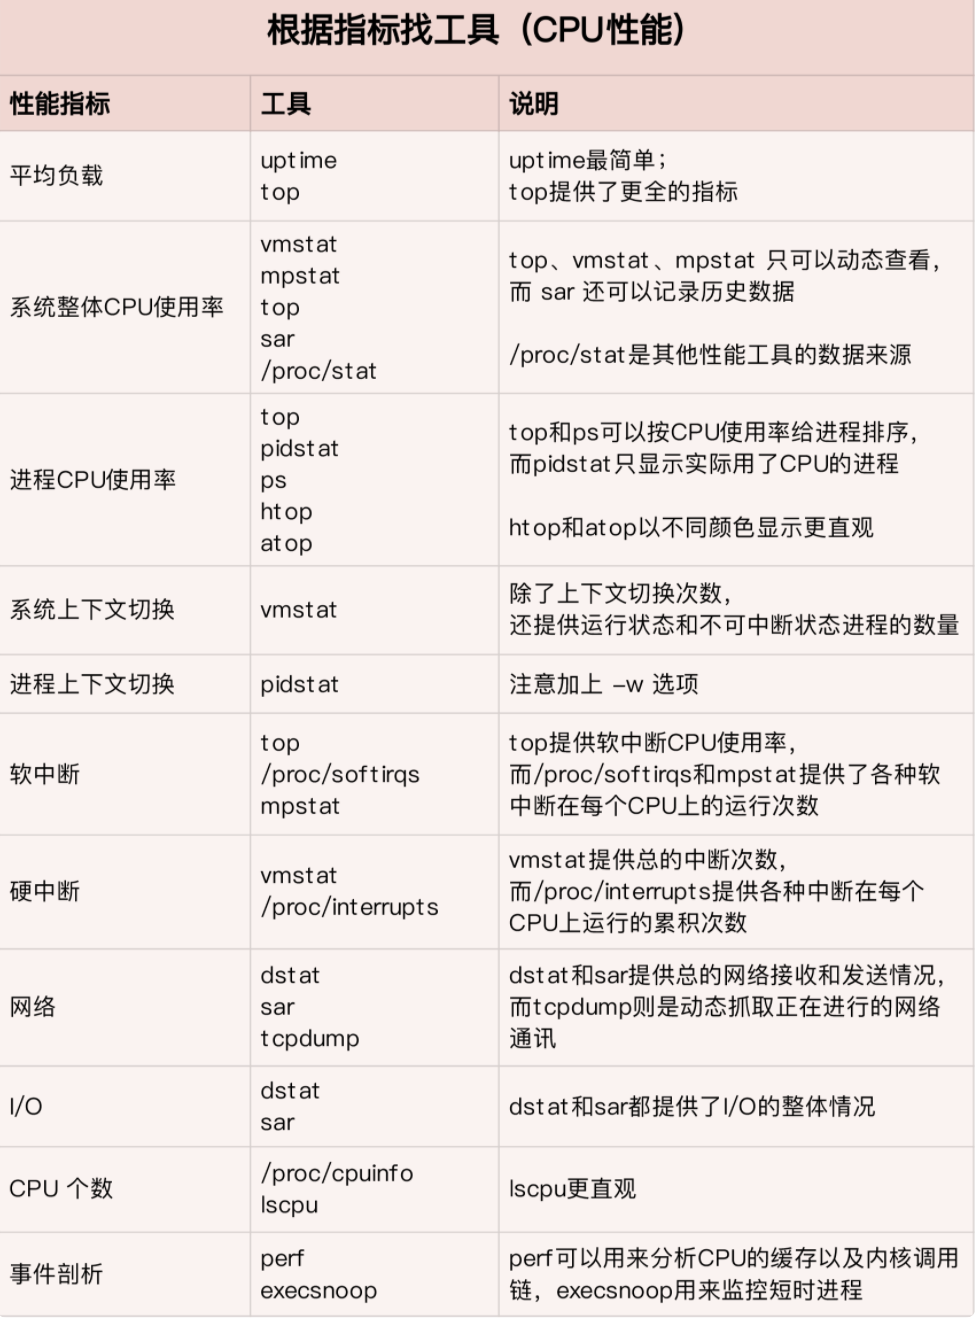 根据指标找工具（CPU性能）
性能指标
工具
说明
平均负载
uptime
top
uptime最简单；
top提供了更全的指标
系统整体CPU使用率
vmstat
mpstat
top
sar
/proc/stat
top、vmstat、mpstat 只可以动态查看，
而 sar 还可以记录历史数据
/proc/stat是其他性能工具的数据来源
进程CPU使用率
top
pidstat
ps
htop
atop
top和ps可以按CPU使用率给进程排序，
而pidstat只显示实际用了CPU的进程
htop和atop以不同颜色显示更直观
系统上下文切换
vmstat
除了上下文切换次数，
还提供运行状态和不可中断状态进程的数量
进程上下文切换
pidstat
注意加上 -w 选项
软中断
top
/proc/softirqs
mpstat
top提供软中断CPU使用率，
而/proc/softirqs和mpstat提供了各种软
中断在每个CPU上的运行次数
硬中断
vmstat
/proc/interrupts
vmstat提供总的中断次数，
而/proc/interrupts提供各种中断在每个
CPU上运行的累积次数
网络
dstat
sar
tcpdump
dstat和sar提供总的网络接收和发送情况，
而tcpdump则是动态抓取正在进行的网络
通讯
I/O
dstat
sar
dstat和sar都提供了I/O的整体情况
CPU 个数
/proc/cpuinfo
lscpu
lscpu更直观
事件剖析
perf
execsnoop
perf可以用来分析CPU的缓存以及内核调用
链，execsnoop用来监控短时进程